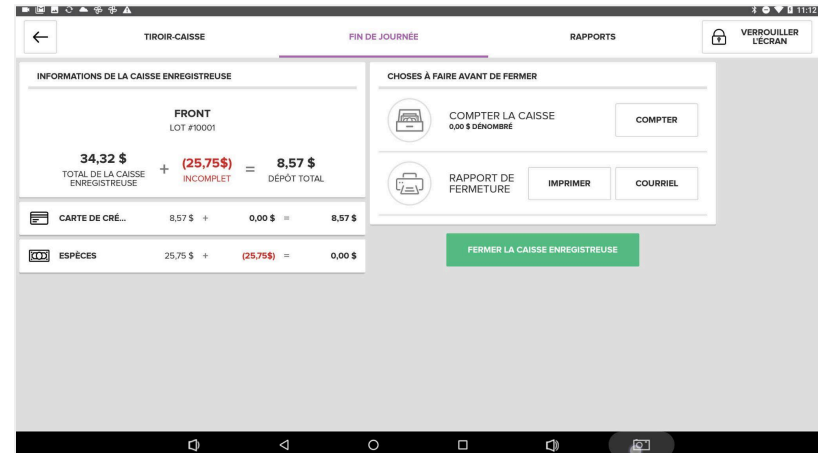 11:12
TIROIR-CAISSE
FIN DE JOURNÉE
RAPPORTS
VERROUILLER
L'ÉCRAN
INFORMATIONS DE LA CAISSE ENREGISTREUSE
FRONT
LOT #10001
34,32 $ + (25,75$) = 8,57 $
TOTAL DE LA CAISSE
ENREGISTREUSE
INCOMPLET
DÉPÔT TOTAL
CARTE DE CRÉ... 8,57 $ + 0,00 $ = 8,57 $
ESPÈCES 25,75 $ + (25,75$) = 0,00 $
CHOSES À FAIRE AVANT DE FERMER
COMPTER LA CAISSE
0,00 $ DÉNOMBRÉ
COMPTER
RAPPORT DE
FERMETURE
IMPRIMER
COURRIEL
FERMER LA CAISSE ENREGISTREUSE